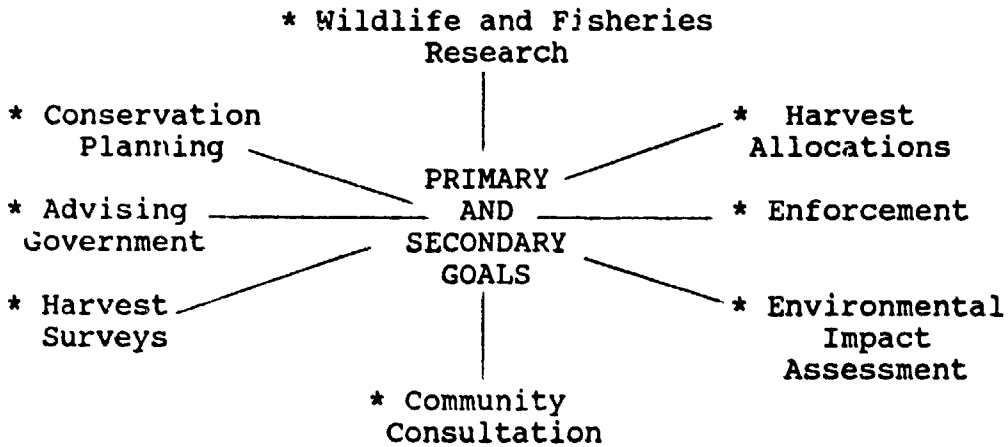 * Wildlife and Fisheries
Research
* Conservation
Planning
* Harvest
Allocations
PRIMARY
AND
SECONDARY
GOALS
* Advising
Government
* Enforcement
* Harvest
Surveys
* Environmental
Impact
Assessment
* Community
Consultation